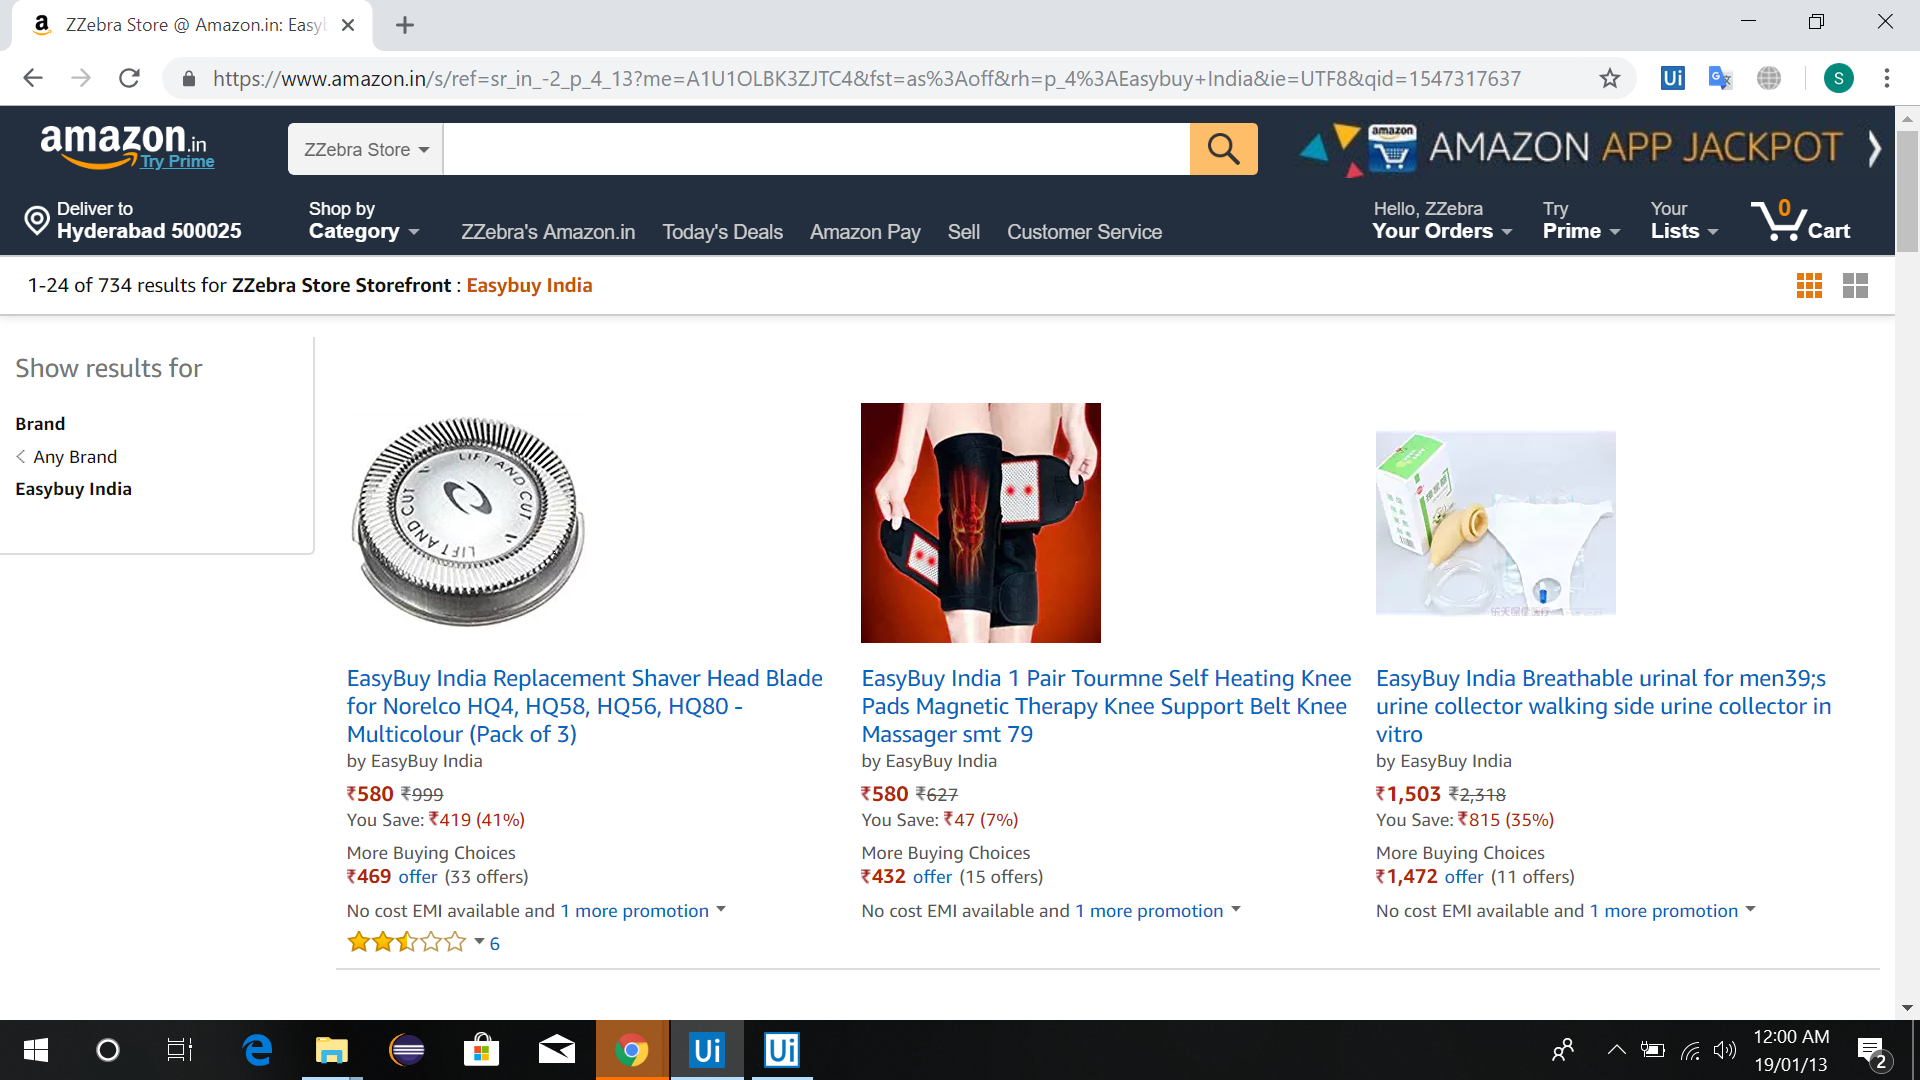 ZZebra Store @ Amazon.in: Easyb
https://www.amazon.in/s/ref=sr_in_-2_p_4_13?me=A1U1OLBK3ZJTC4&fst=as%3Aoff&rh=p_4%3AEasybuy+India&ie=UTF8&qid=1547317637
Ui
S
amazon.in
Try Prime
ZZebra Store
amazon
AMAZON APP JACKPOT
Deliver to
Hyderabad 500025
Shop by
Category
ZZebra's Amazon.in
Today's Deals
Amazon Pay
Sell
Customer Service
Hello, ZZebra
Your Orders
Try
Prime
Your
Lists
0
Cart
1-24 of 734 results for ZZebra Store Storefront : Easybuy India
Show results for
Brand
Any Brand
Easybuy India
LIFT AND CUT
LIFT AND CUT
EasyBuy India Replacement Shaver Head Blade
for Norelco HQ4, HQ58, HQ56, HQ80 -
Multicolour (Pack of 3)
by EasyBuy India
₹580 ₹999
You Save: ₹419 (41%)
More Buying Choices
₹469 offer (33 offers)
No cost EMI available and 1 more promotion
6
EasyBuy India 1 Pair Tourmne Self Heating Knee
Pads Magnetic Therapy Knee Support Belt Knee
Massager smt 79
by EasyBuy India
₹580 ₹627
You Save: ₹47 (7%)
More Buying Choices
₹432 offer (15 offers)
No cost EMI available and 1 more promotion
EasyBuy India Breathable urinal for men39;s
urine collector walking side urine collector in
vitro
by EasyBuy India
₹1,503 ₹2,318
You Save: ₹815 (35%)
More Buying Choices
₹1,472 offer (11 offers)
No cost EMI available and 1 more promotion
Ui
Ui
12:00 AM
19/01/13
2